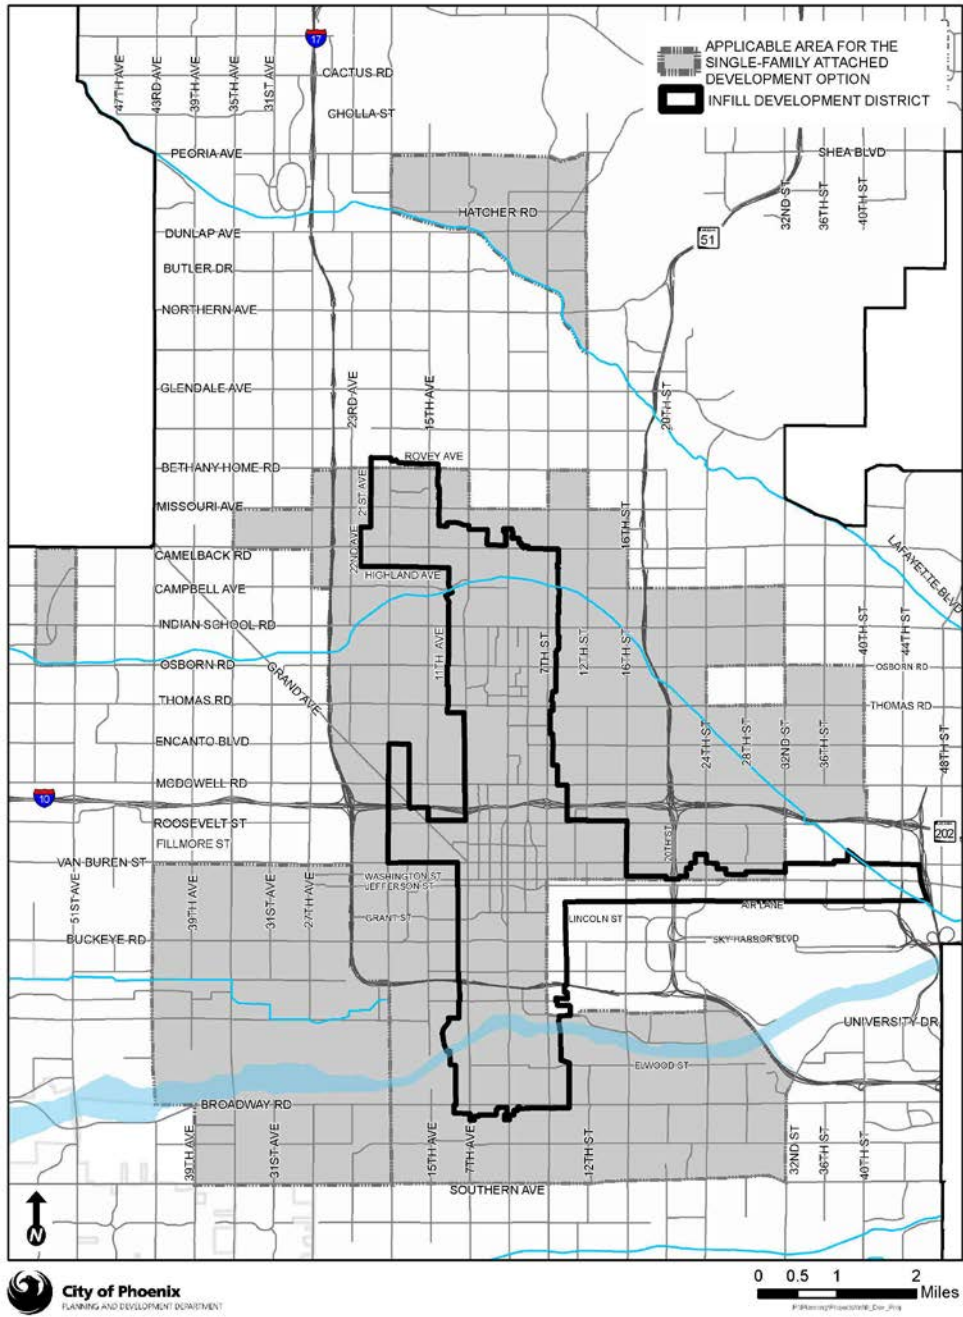 APPLICABLE AREA FOR THE
SINGLE-FAMILY ATTACHED
DEVELOPMENT OPTION
INFILL DEVELOPMENT DISTRICT
17
47TH AVE
43RD AVE
39TH AVE
35TH AVE
31ST AVE
CACTUS RD
CHOLLA ST
PEORIA AVE
SHEA BLVD
32ND ST
36TH ST
40TH ST
HATCHER RD
DUNLAP AVE
51
BUTLER DR
NORTHERN AVE
GLENDALE AVE
23RD AVE
15TH AVE
20TH ST
ROVEY AVE
BETHANY HOME RD
21ST AVE
MISSOURI AVE
16TH ST
22ND AVE
CAMELBACK RD
HIGHLAND AVE
LAFAYETTE BLVD
CAMPBELL AVE
INDIAN SCHOOL RD
11TH AVE
7TH ST
12TH ST
16TH ST
40TH ST
44TH ST
OSBORN RD
OSBORN RD
GRAND AVE
THOMAS RD
THOMAS RD
ENCANTO BLVD
24TH ST
28TH ST
32ND ST
36TH ST
48TH ST
MCDOWELL RD
10
ROOSEVELT ST
202
FILLMORE ST
20TH ST
VAN BUREN ST
WASHINGTON ST
JEFFERSON ST
51ST AVE
39TH AVE
31ST AVE
27TH AVE
AIR LANE
GRANT ST
LINCOLN ST
BUCKEYE RD
SKY HARBOR BLVD
UNIVERSITY DR
ELWOOD ST
BROADWAY RD
39TH AVE
31ST AVE
15TH AVE
7TH AVE
12TH ST
32ND ST
36TH ST
40TH ST
SOUTHERN AVE
N
City of Phoenix
PLANNING AND DEVELOPMENT DEPARTMENT
0 0.5 1 2
Miles